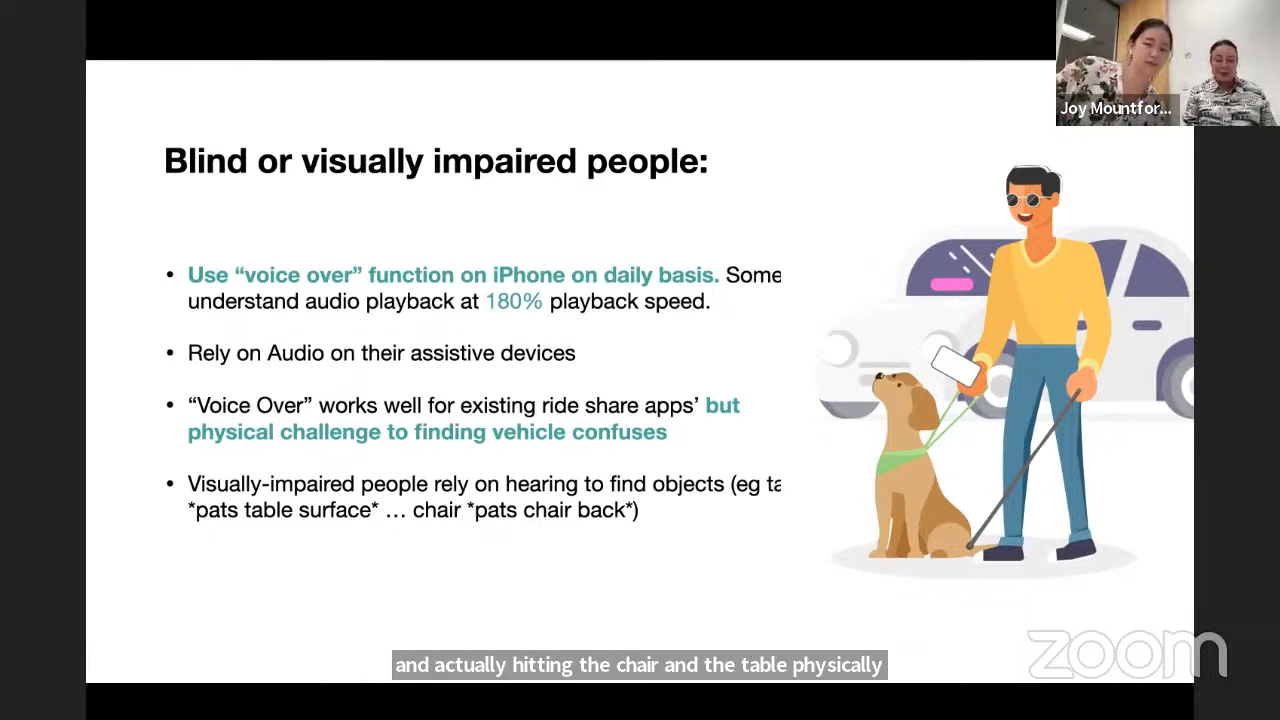 Joy Mountfor...
Blind or visually impaired people:
• Use “voice over” function on iPhone on daily basis. Some
understand audio playback at 180% playback speed.
• Rely on Audio on their assistive devices
• “Voice Over” works well for existing ride share apps’ but
physical challenge to finding vehicle confuses
• Visually-impaired people rely on hearing to find objects (eg
*pats table surface* … chair *pats chair back*)
and actually hitting the chair and the table physically
zoom